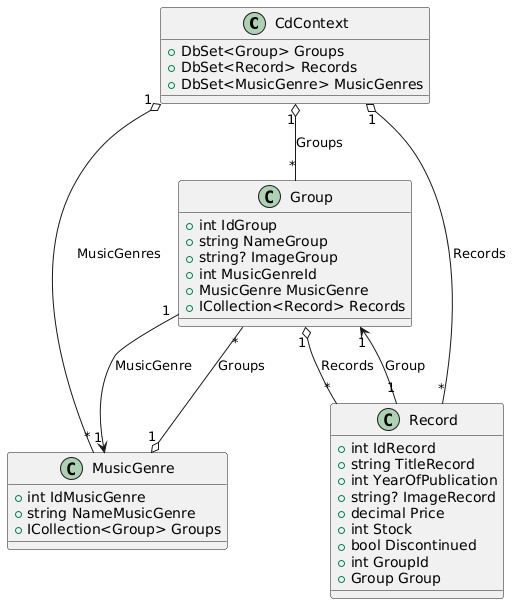 C CdContext
DbSet<Group> Groups
DbSet<Record> Records
DbSet<MusicGenre> MusicGenres
1
1
1
Groups
*
C Group
int IdGroup
string NameGroup
string? ImageGroup
int MusicGenreId
MusicGenre MusicGenre
ICollection<Record> Records
MusicGenres
Records
1
*
1
1
MusicGenre
Groups
Records
Group
*
1
*
*
1
1
C MusicGenre
int IdMusicGenre
string NameMusicGenre
ICollection<Group> Groups
C Record
int IdRecord
string TitleRecord
int YearOfPublication
string? ImageRecord
decimal Price
int Stock
bool Discontinued
int GroupId
Group Group